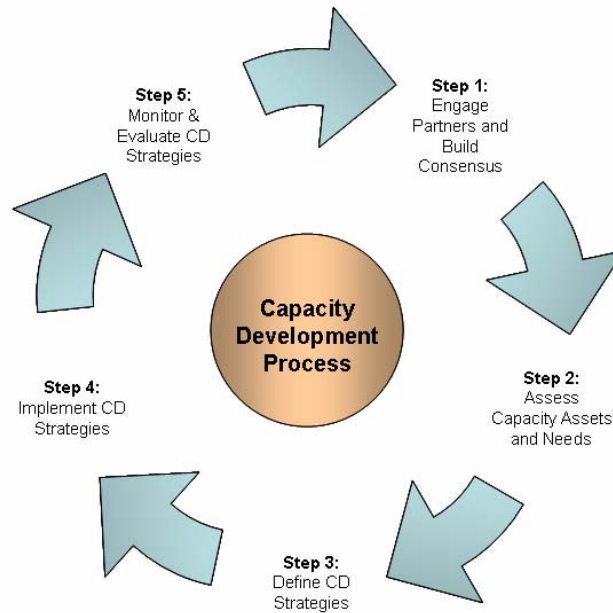 Step 1:
Engage
Partners and
Build
Consensus
Step 2:
Assess
Capacity Assets
and Needs
Step 3:
Define CD
Strategies
Step 4:
Implement CD
Strategies
Step 5:
Monitor &
Evaluate CD
Strategies
Capacity
Development
Process